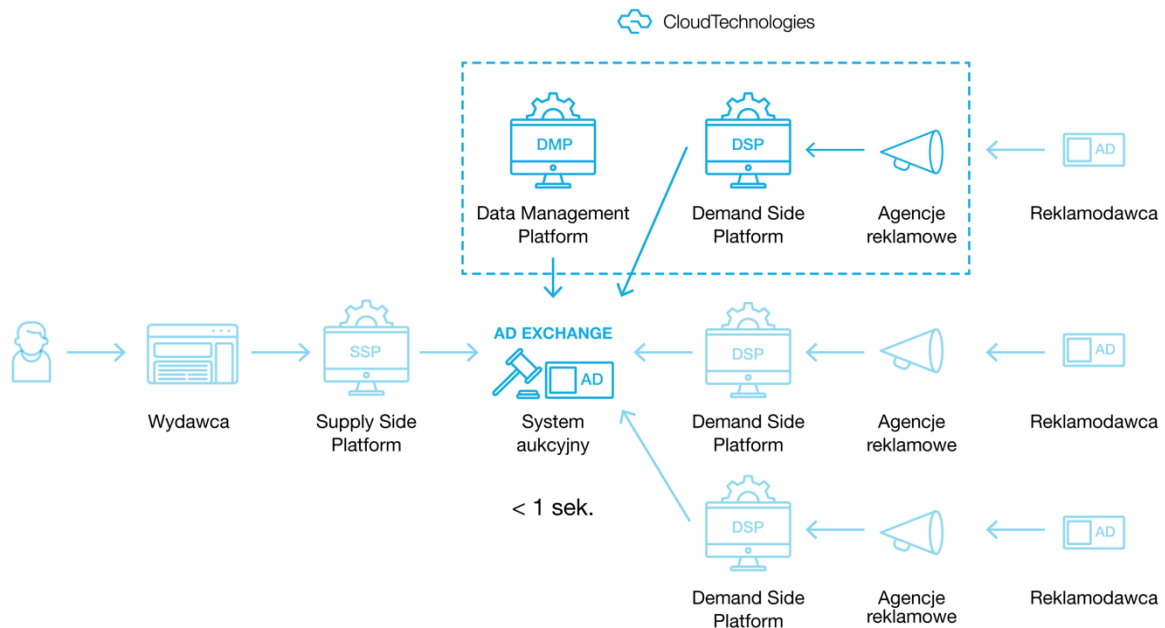 CloudTechnologies
DMP
DSP
AD
Data Management
Platform
Demand Side
Platform
Agencje
reklamowe
Reklamodawca
AD EXCHANGE
SSP
AD
DSP
AD
Wydawca
Supply Side
Platform
System
aukcyjny
Demand Side
Platform
Agencje
reklamowe
Reklamodawca
< 1 sek.
DSP
AD
Demand Side
Platform
Agencje
reklamowe
Reklamodawca